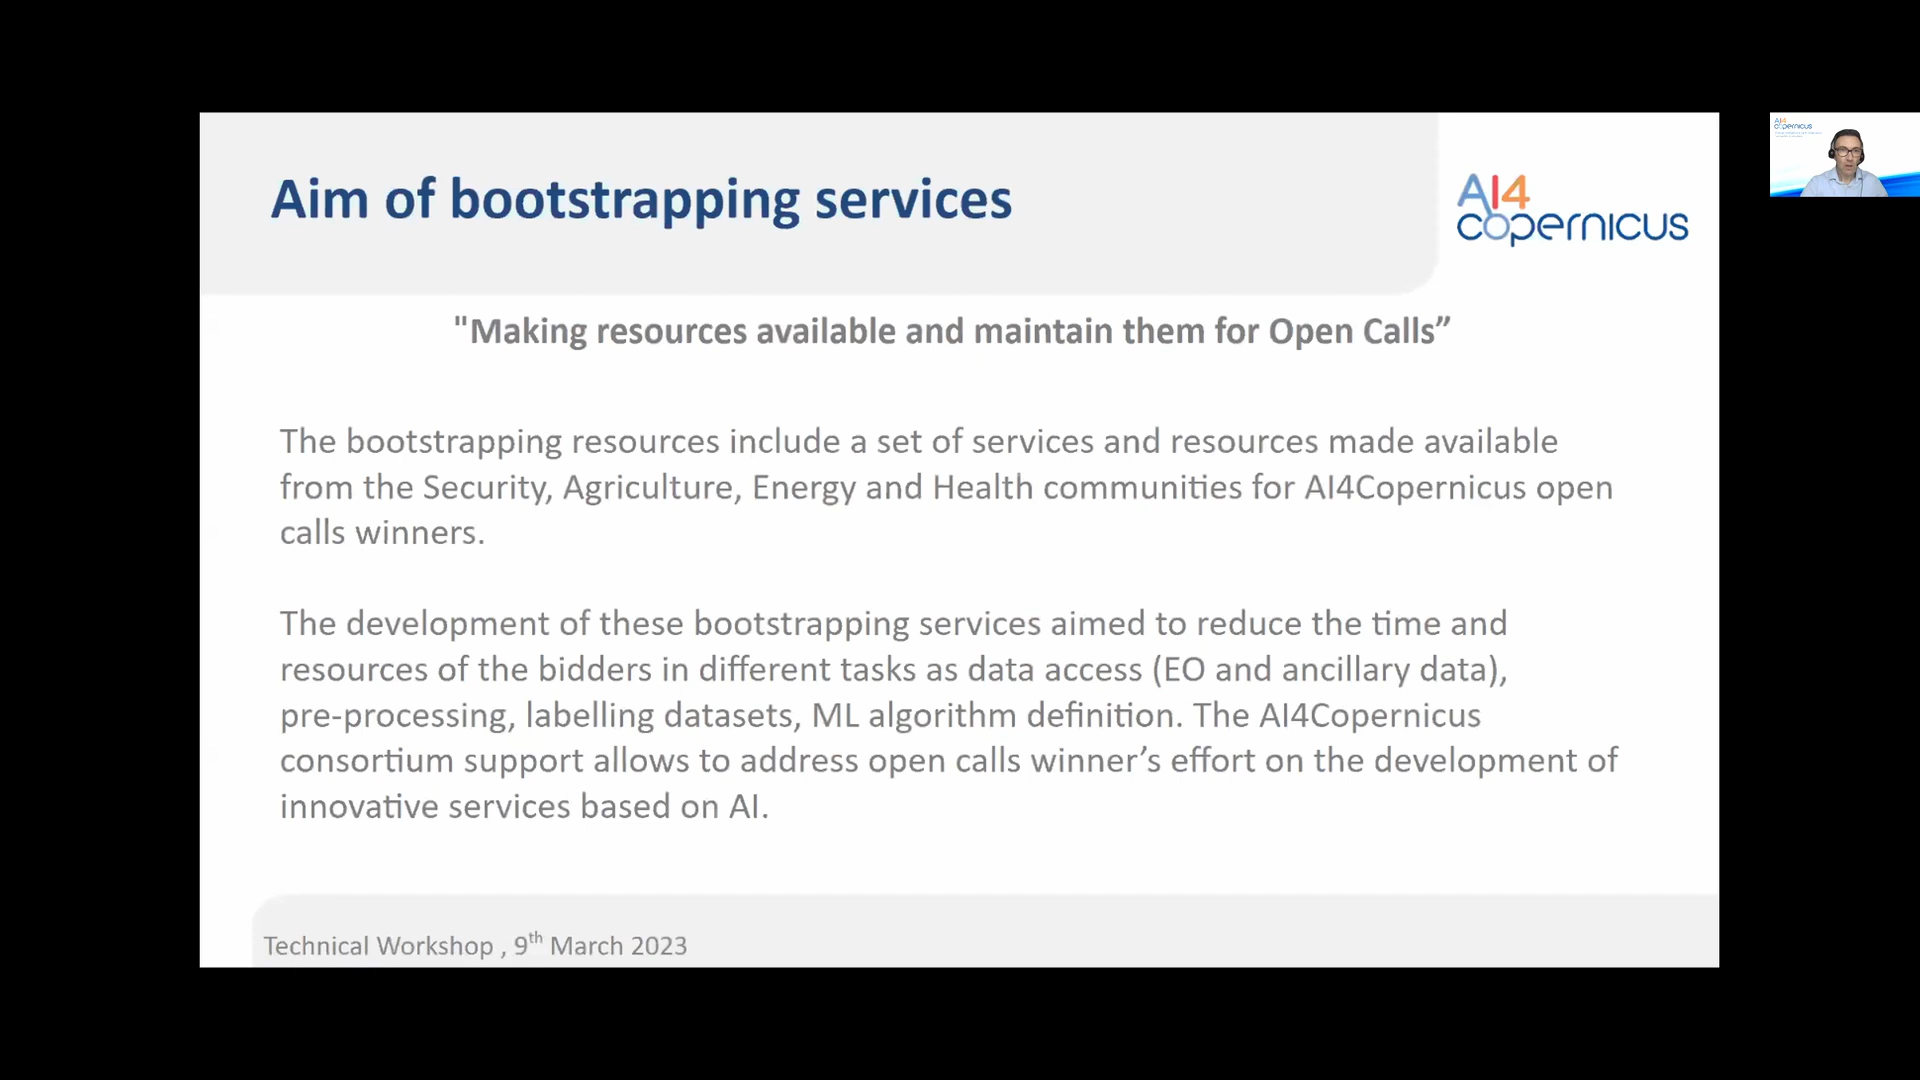 Aim of bootstrapping services
AI4
copernicus
"Making resources available and maintain them for Open Calls”
The bootstrapping resources include a set of services and resources made available
from the Security, Agriculture, Energy and Health communities for AI4Copernicus open
calls winners.
The development of these bootstrapping services aimed to reduce the time and
resources of the bidders in different tasks as data access (EO and ancillary data),
pre-processing, labelling datasets, ML algorithm definition. The AI4Copernicus
consortium support allows to address open calls winner’s effort on the development of
innovative services based on AI.
Technical Workshop , 9th March 2023
AI4
copernicus